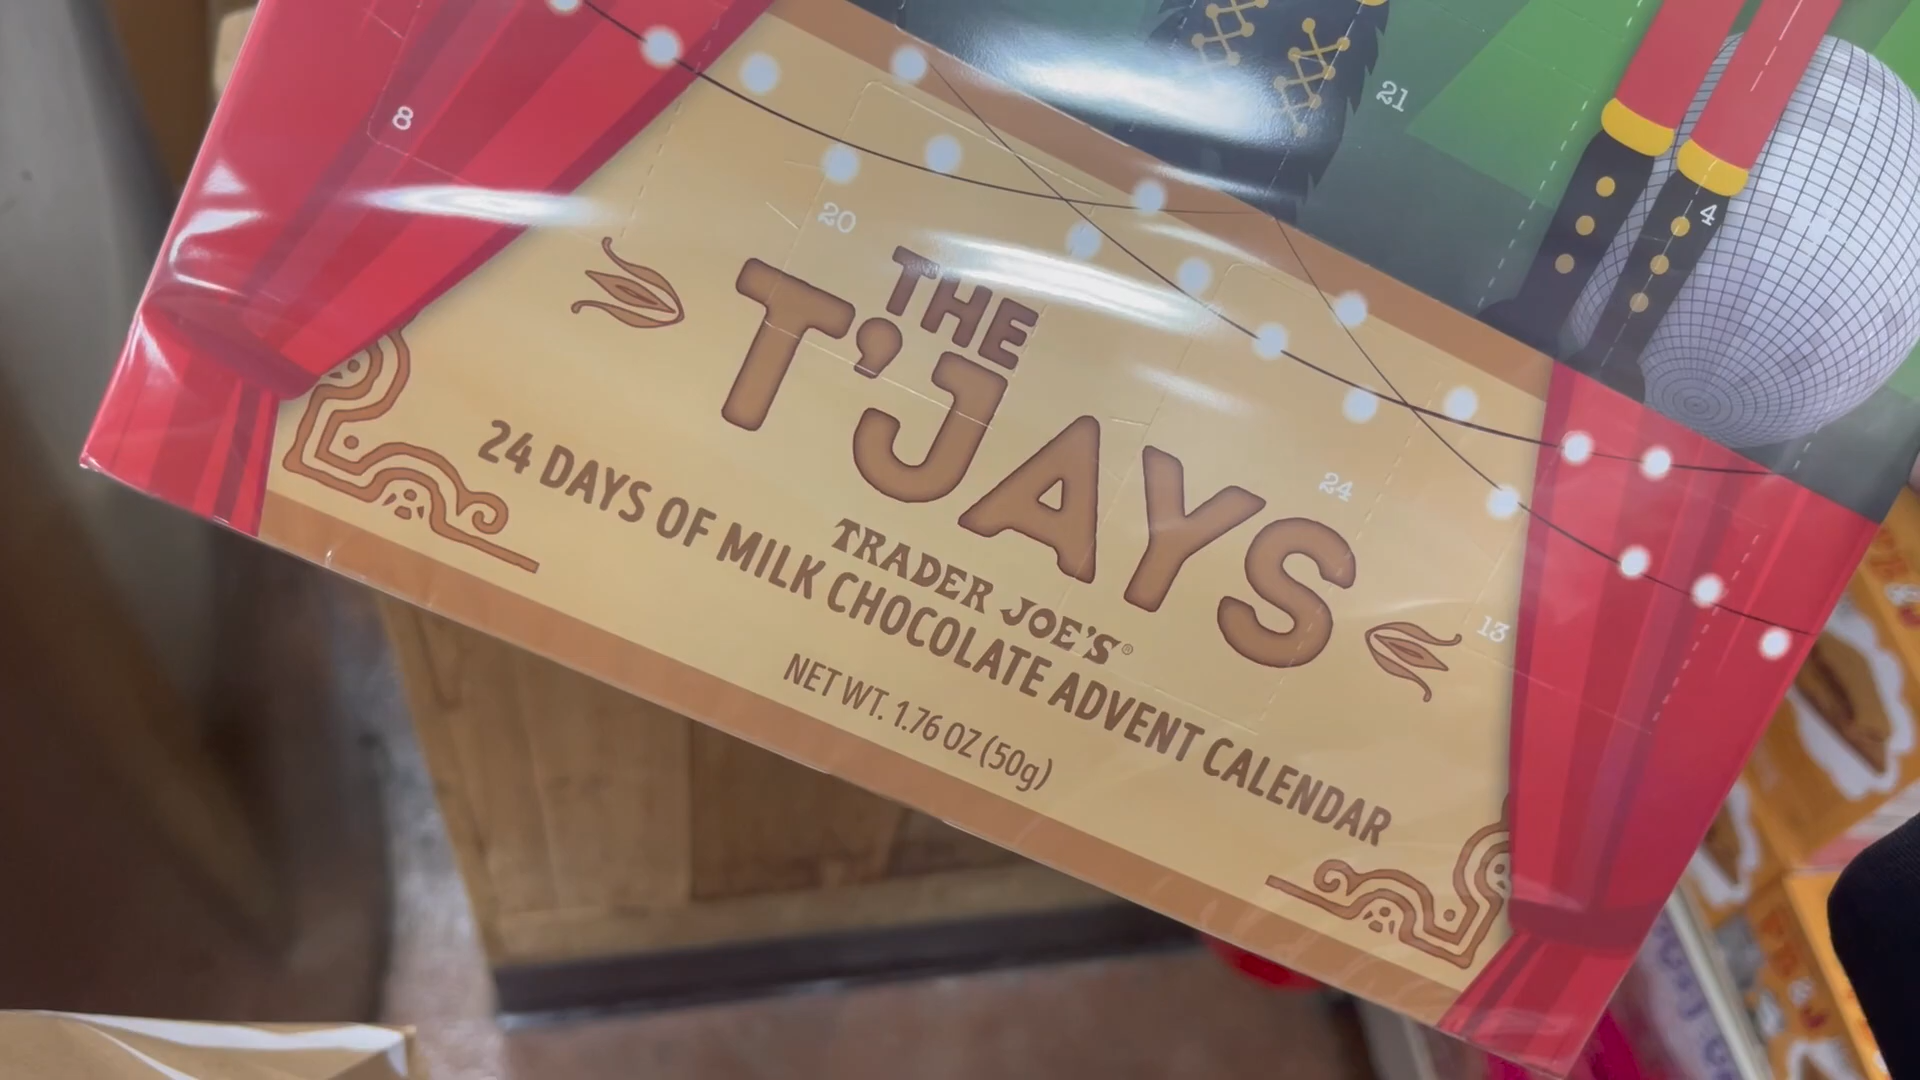 8
21
4
20
THE
T'JAYS
24
TRADER JOE'S®
13
24 DAYS OF MILK CHOCOLATE ADVENT CALENDAR
NET WT. 1.76 OZ (50g)